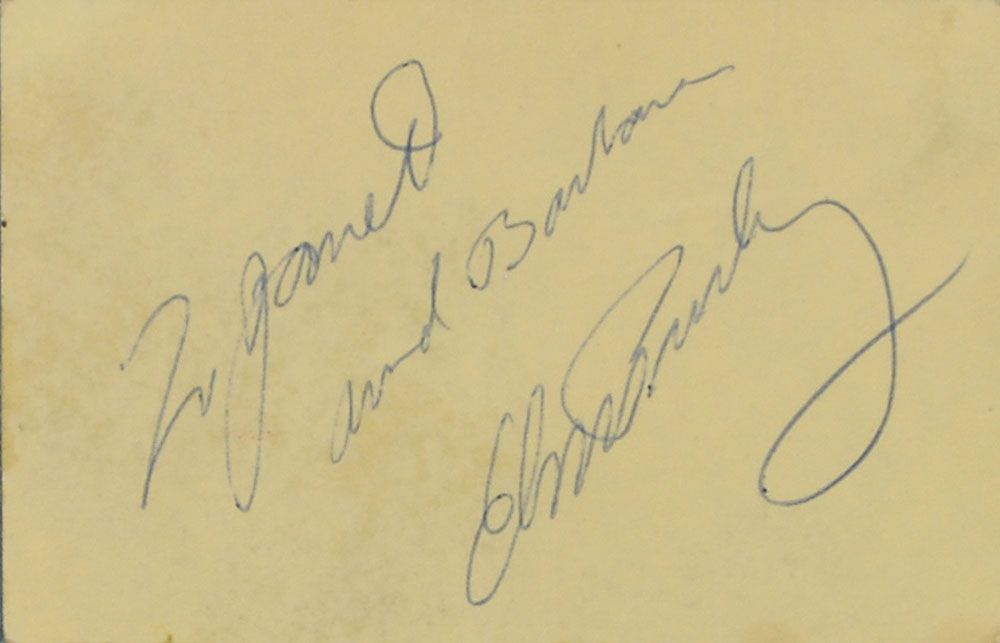 To Janet
and Barbara
Elvis Presley